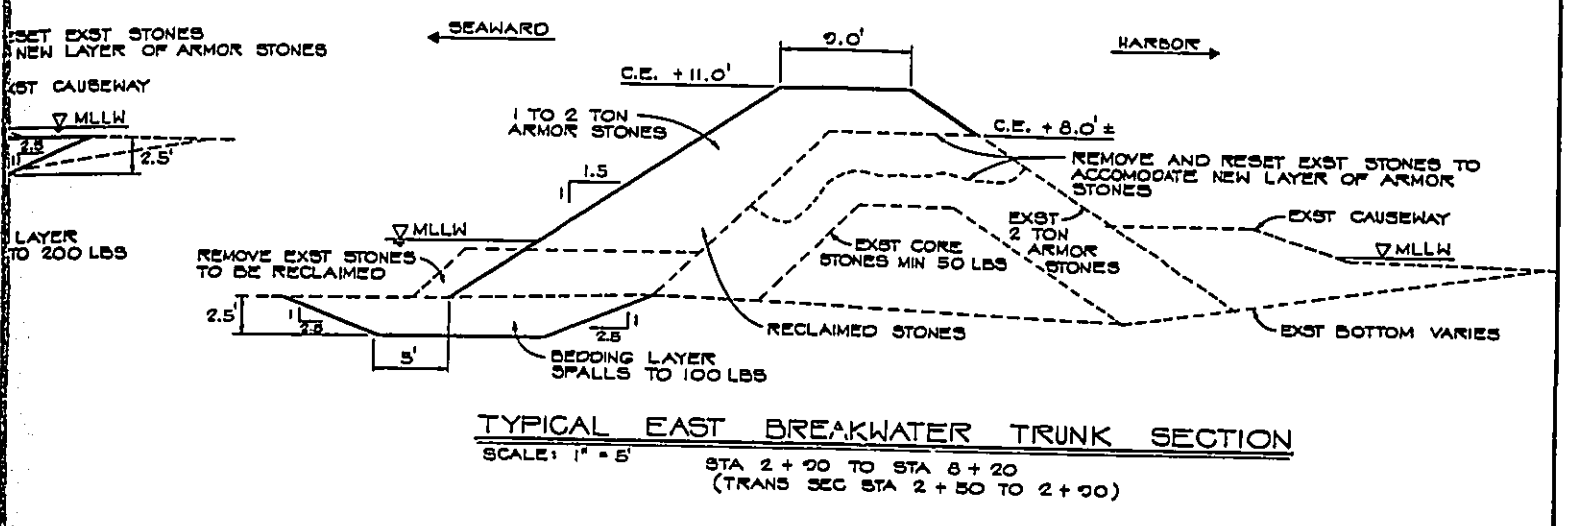 ESET EXST STONES
NEW LAYER OF ARMOR STONES
XST CAUSEWAY
MLLW
2.5
1
2.5'
LAYER
TO 200 LBS
SEAWARD
9.0'
HARBOR
C.E. +11.0'
1 TO 2 TON
ARMOR STONES
C.E. +8.0' ±
REMOVE AND RESET EXST STONES TO
ACCOMODATE NEW LAYER OF ARMOR
STONES
1.5
1
MLLW
REMOVE EXST STONES
TO BE RECLAIMED
EXST CORE
STONES MIN 50 LBS
EXST
2 TON
ARMOR
STONES
EXST CAUSEWAY
MLLW
2.5'
1
2.5
5'
1
2.5
BEDDING LAYER
SPALLS TO 100 LBS
RECLAIMED STONES
EXST BOTTOM VARIES
TYPICAL EAST BREAKWATER TRUNK SECTION
SCALE: 1" = 5'
STA 2 + 90 TO STA 8 + 20
(TRANS SEC STA 2 + 50 TO 2 + 90)